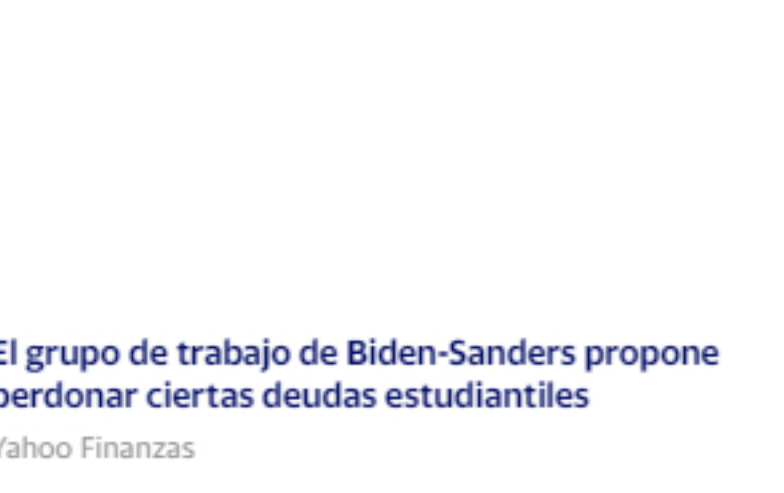 El grupo de trabajo de Biden-Sanders propone
perdonar ciertas deudas estudiantiles
Yahoo Finanzas